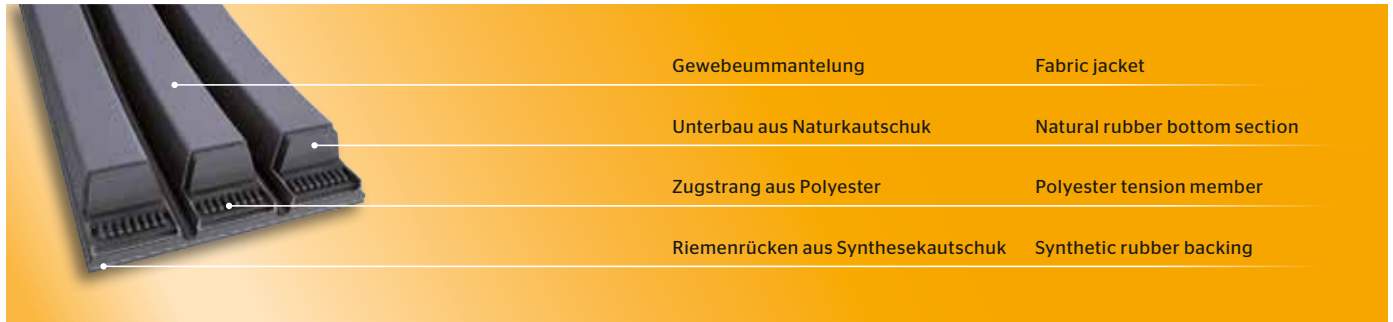 Gewebeummantelung Fabric jacket
Unterbau aus Naturkautschuk Natural rubber bottom section
Zugstrang aus Polyester Polyester tension member
Riemenrücken aus Synthesekautschuk Synthetic rubber backing